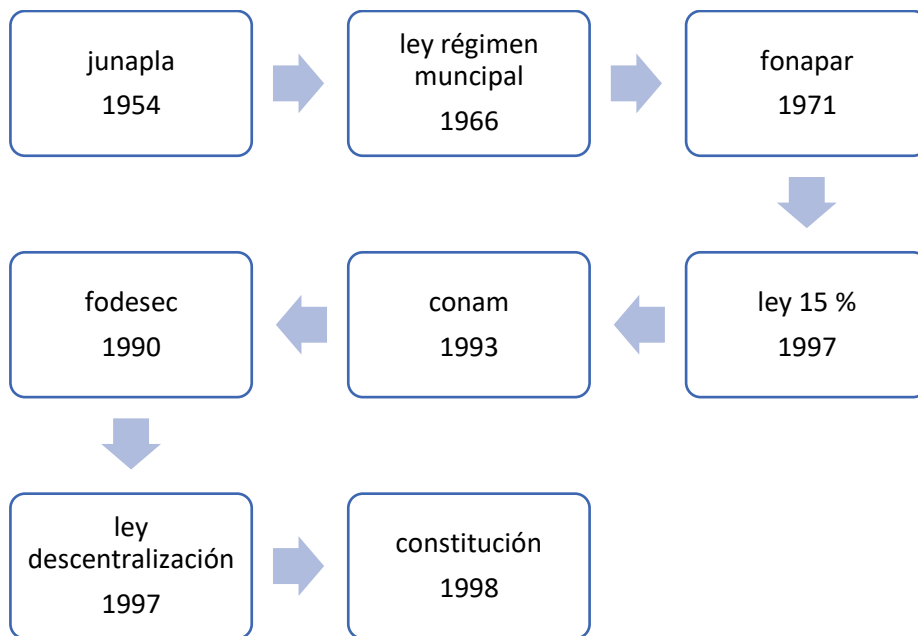 junapla
1954
ley régimen
muncipal
1966
fonapar
1971
ley 15 %
1997
conam
1993
fodesec
1990
ley
descentralización
1997
constitución
1998